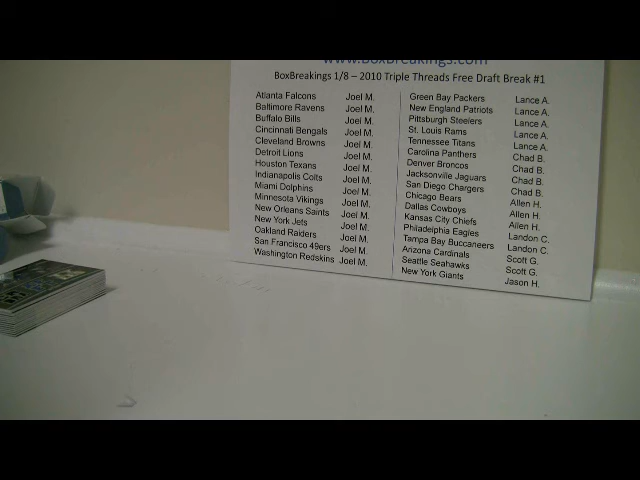 www.BoxBreakings.com
BoxBreakings 1/8 – 2010 Triple Threads Free Draft Break #1
Atlanta Falcons Joel M.
Baltimore Ravens Joel M.
Buffalo Bills Joel M.
Cincinnati Bengals Joel M.
Cleveland Browns Joel M.
Detroit Lions Joel M.
Houston Texans Joel M.
Indianapolis Colts Joel M.
Miami Dolphins Joel M.
Minnesota Vikings Joel M.
New Orleans Saints Joel M.
New York Jets Joel M.
Oakland Raiders Joel M.
San Francisco 49ers Joel M.
Washington Redskins Joel M.
Green Bay Packers Lance A.
New England Patriots Lance A.
Pittsburgh Steelers Lance A.
St. Louis Rams Lance A.
Tennessee Titans Lance A.
Carolina Panthers Chad B.
Denver Broncos Chad B.
Jacksonville Jaguars Chad B.
San Diego Chargers Chad B.
Chicago Bears Allen H.
Dallas Cowboys Allen H.
Kansas City Chiefs Allen H.
Philadelphia Eagles Landon C.
Tampa Bay Buccaneers Landon C.
Arizona Cardinals Scott G.
Seattle Seahawks Scott G.
New York Giants Jason H.